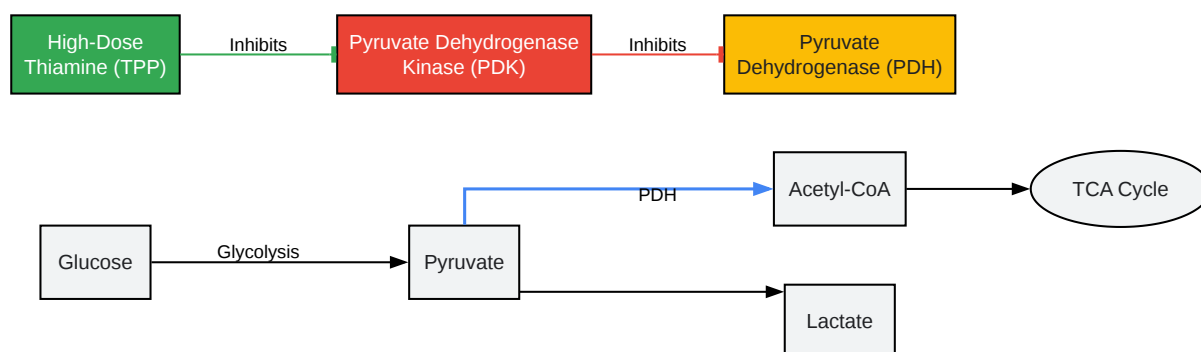 High-Dose
Thiamine (TPP)
Inhibits
Pyruvate Dehydrogenase
Kinase (PDK)
Inhibits
Pyruvate
Dehydrogenase (PDH)
Acetyl-CoA
TCA Cycle
PDH
Glucose
Glycolysis
Pyruvate
Lactate